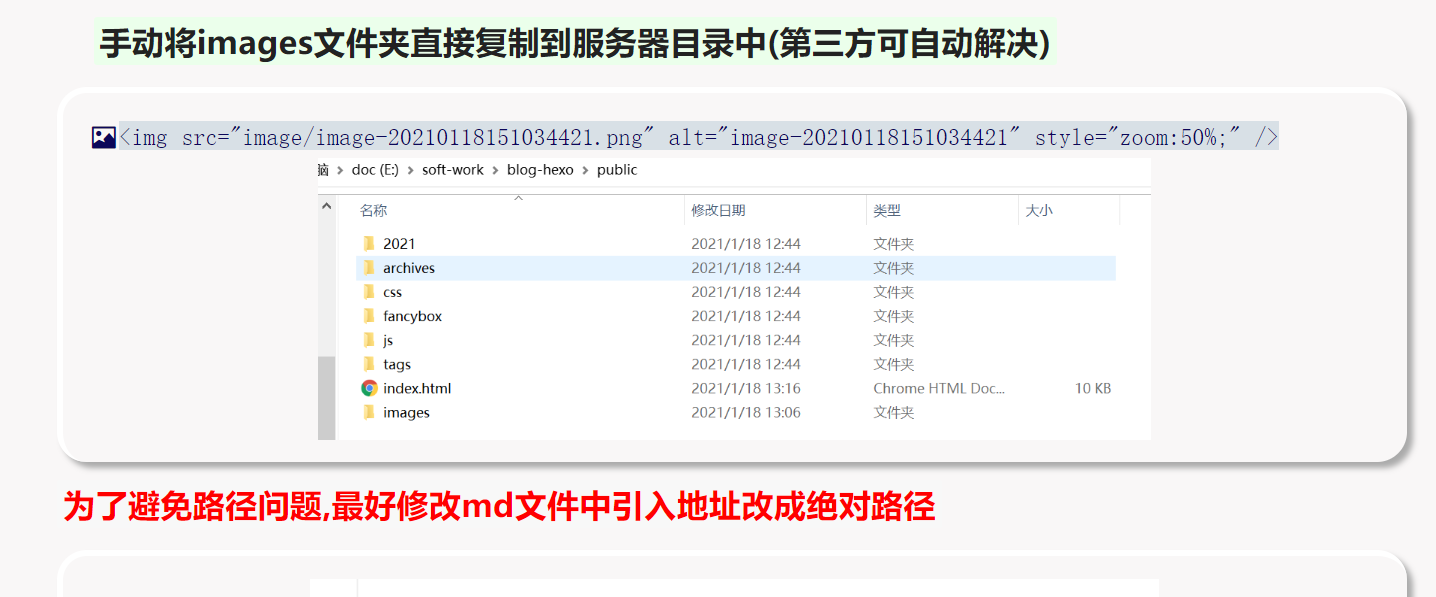 手动将images文件夹直接复制到服务器目录中(第三方可自动解决)
<img src="image/image-20210118151034421.png" alt="image-20210118151034421" style="zoom:50%;" />
脑 > doc (E:) > soft-work > blog-hexo > public
名称 修改日期 类型 大小
2021 2021/1/18 12:44 文件夹
archives 2021/1/18 12:44 文件夹
css 2021/1/18 12:44 文件夹
fancybox 2021/1/18 12:44 文件夹
js 2021/1/18 12:44 文件夹
tags 2021/1/18 12:44 文件夹
index.html 2021/1/18 13:16 Chrome HTML Doc... 10 KB
images 2021/1/18 13:06 文件夹
为了避免路径问题,最好修改md文件中引入地址改成绝对路径